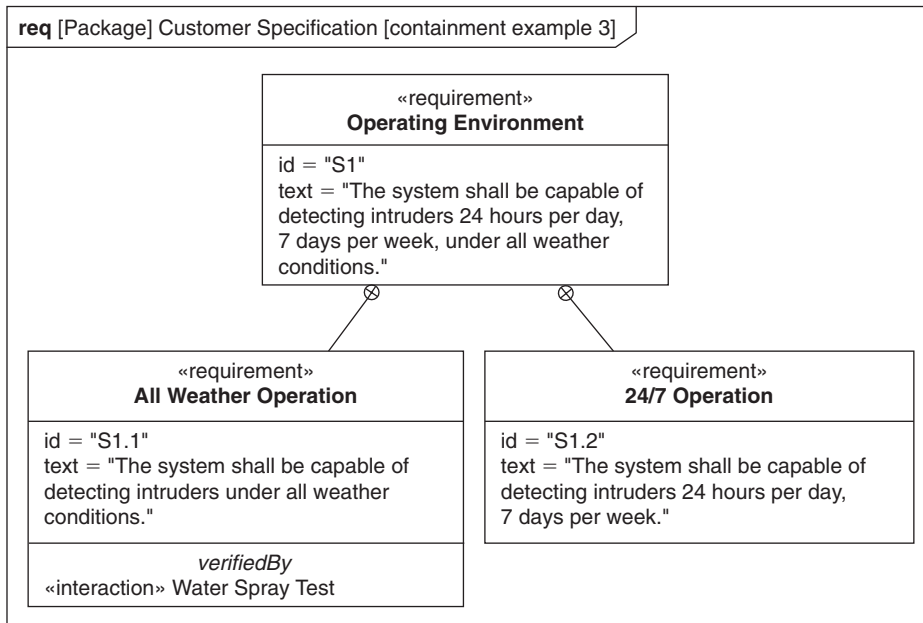 req [Package] Customer Specification [containment example 3]
«requirement»
Operating Environment
id = "S1"
text = "The system shall be capable of
detecting intruders 24 hours per day,
7 days per week, under all weather
conditions."
«requirement»
All Weather Operation
id = "S1.1"
text = "The system shall be capable of
detecting intruders under all weather
conditions."
verifiedBy
«interaction» Water Spray Test
«requirement»
24/7 Operation
id = "S1.2"
text = "The system shall be capable of
detecting intruders 24 hours per day,
7 days per week."